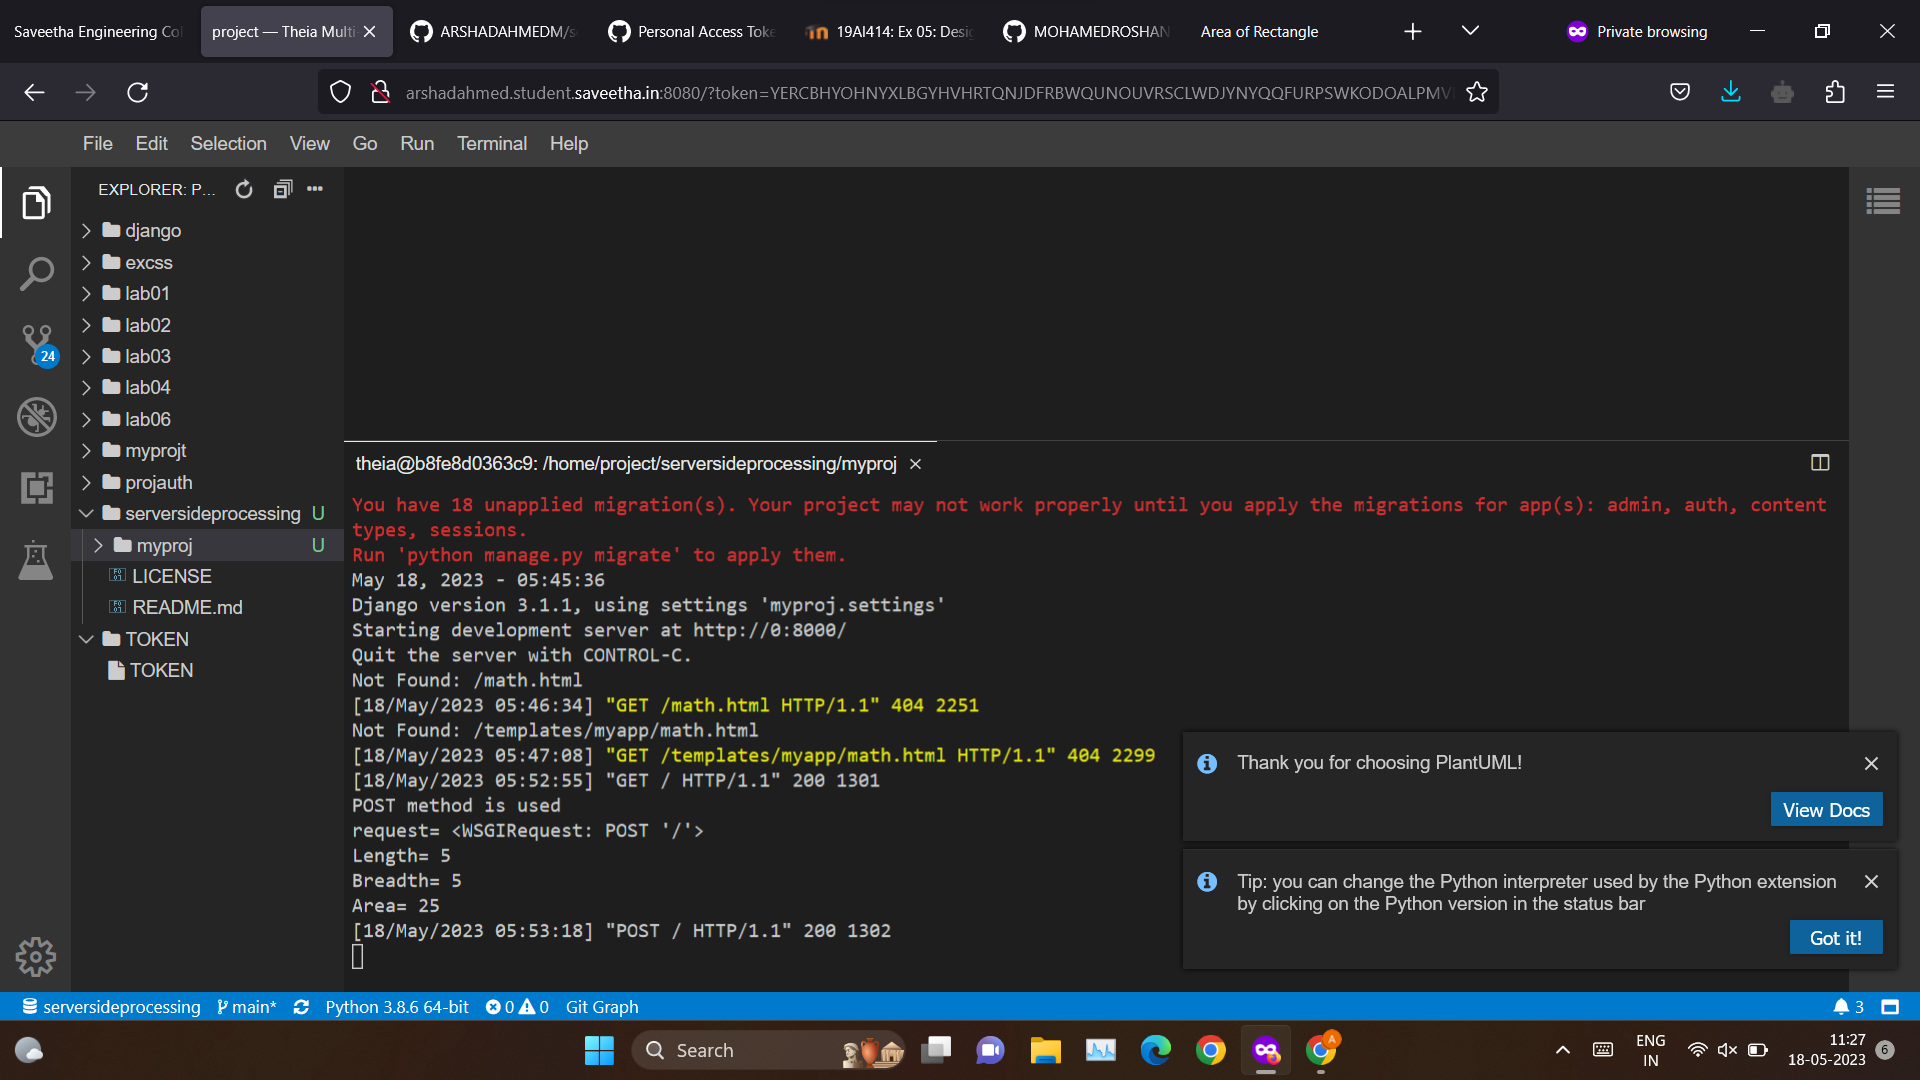 Saveetha Engineering Co
project — Theia Multi-
ARSHADAHMEDM/s
Personal Access Toke
19AI414: Ex 05: Desig
MOHAMEDROSHAN
Area of Rectangle
Private browsing
arshadahmed.student.saveetha.in:8080/?token=YERCBHYOHNYXLBGYHVHRTQNJDFRBWQUNOUVRSCLWDJYNYQQFURPSWKODOALPMV
File Edit Selection View Go Run Terminal Help
EXPLORER: P...
django
excss
lab01
lab02
lab03
lab04
lab06
myprojt
projauth
serversideprocessing U
myproj U
LICENSE
README.md
TOKEN
TOKEN
24
theia@b8fe8d0363c9: /home/project/serversideprocessing/myproj
You have 18 unapplied migration(s). Your project may not work properly until you apply the migrations for app(s): admin, auth, content
types, sessions.
Run 'python manage.py migrate' to apply them.
May 18, 2023 - 05:45:36
Django version 3.1.1, using settings 'myproj.settings'
Starting development server at http://0:8000/
Quit the server with CONTROL-C.
Not Found: /math.html
[18/May/2023 05:46:34] "GET /math.html HTTP/1.1" 404 2251
Not Found: /templates/myapp/math.html
[18/May/2023 05:47:08] "GET /templates/myapp/math.html HTTP/1.1" 404 2299
[18/May/2023 05:52:55] "GET / HTTP/1.1" 200 1301
POST method is used
request= <WSGIRequest: POST '/'>
Length= 5
Breadth= 5
Area= 25
[18/May/2023 05:53:18] "POST / HTTP/1.1" 200 1302
Thank you for choosing PlantUML!
View Docs
Tip: you can change the Python interpreter used by the Python extension
by clicking on the Python version in the status bar
Got it!
serversideprocessing main* Python 3.8.6 64-bit 0 0 Git Graph 3
Search
A
ENG
IN
11:27
18-05-2023
6